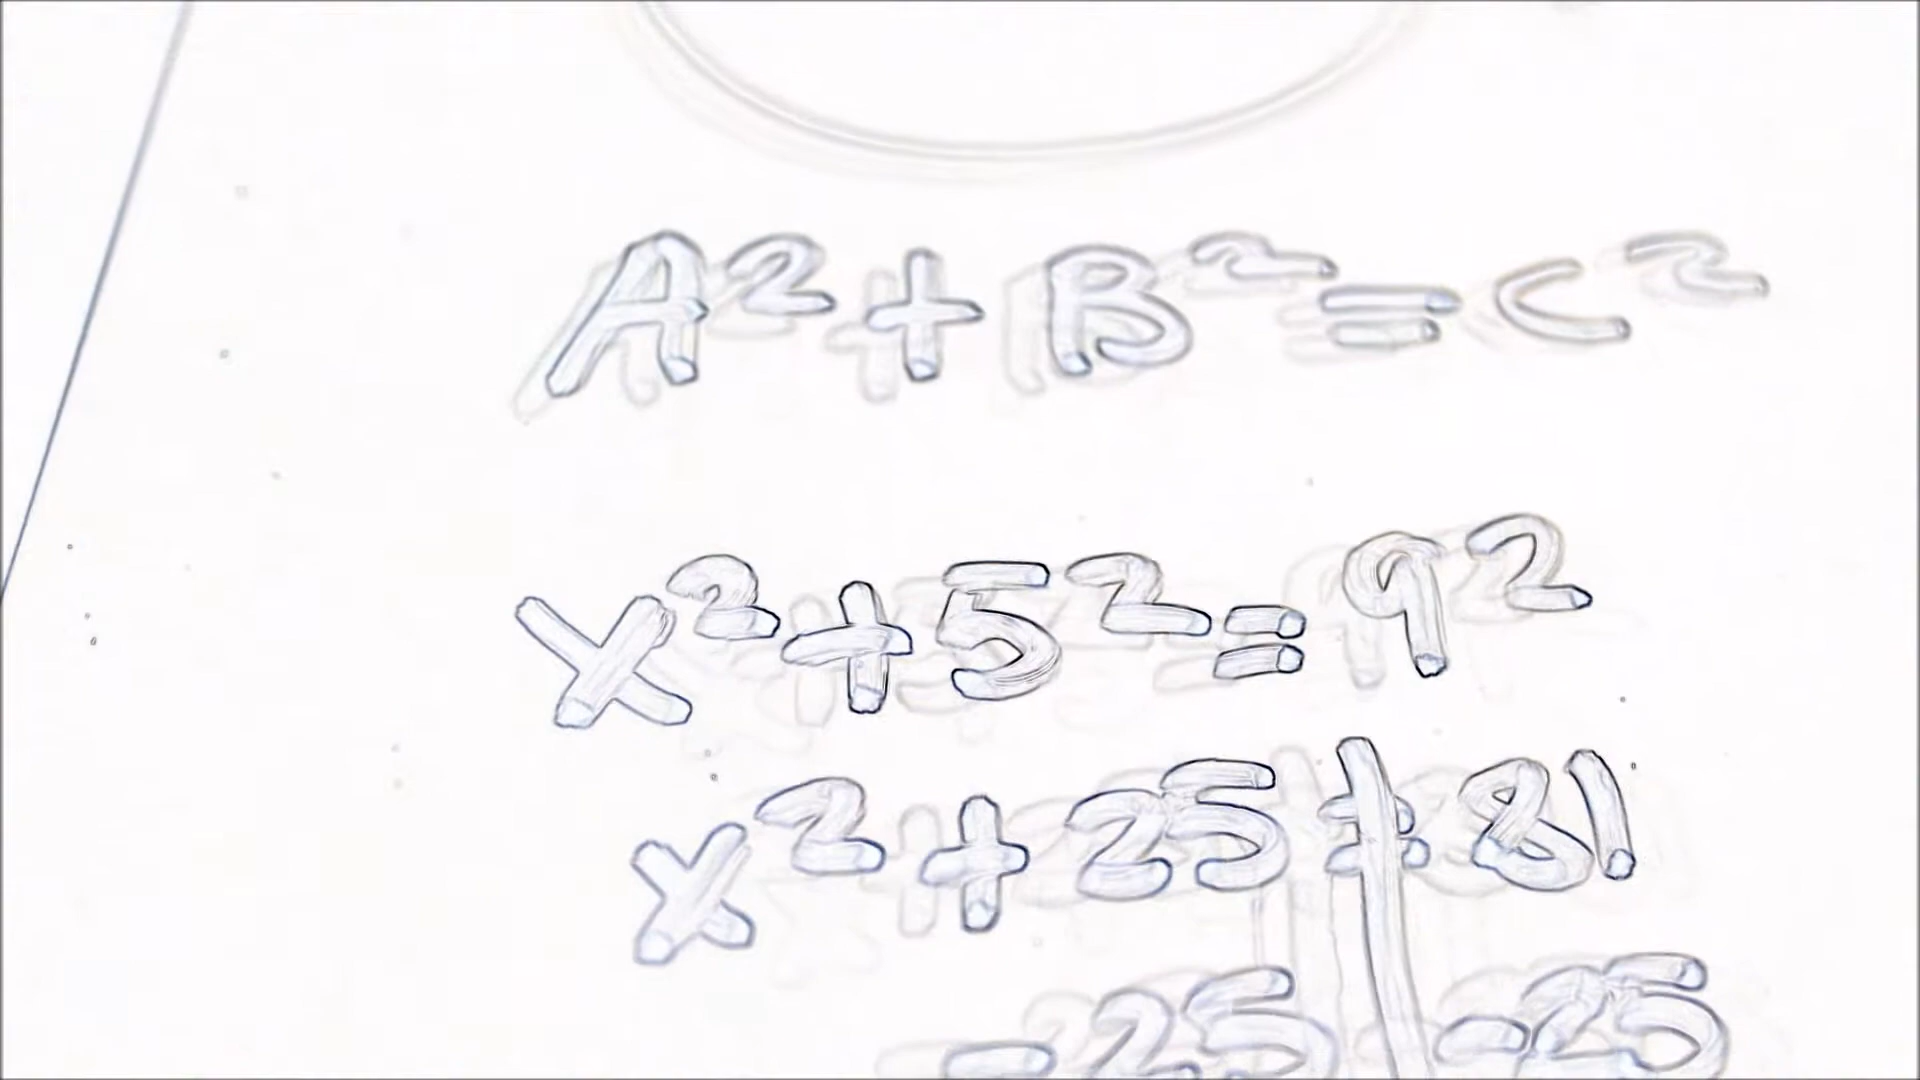 A² + B² = C²
x² + 5² = 9²
x² + 25 = 81
-25 -25